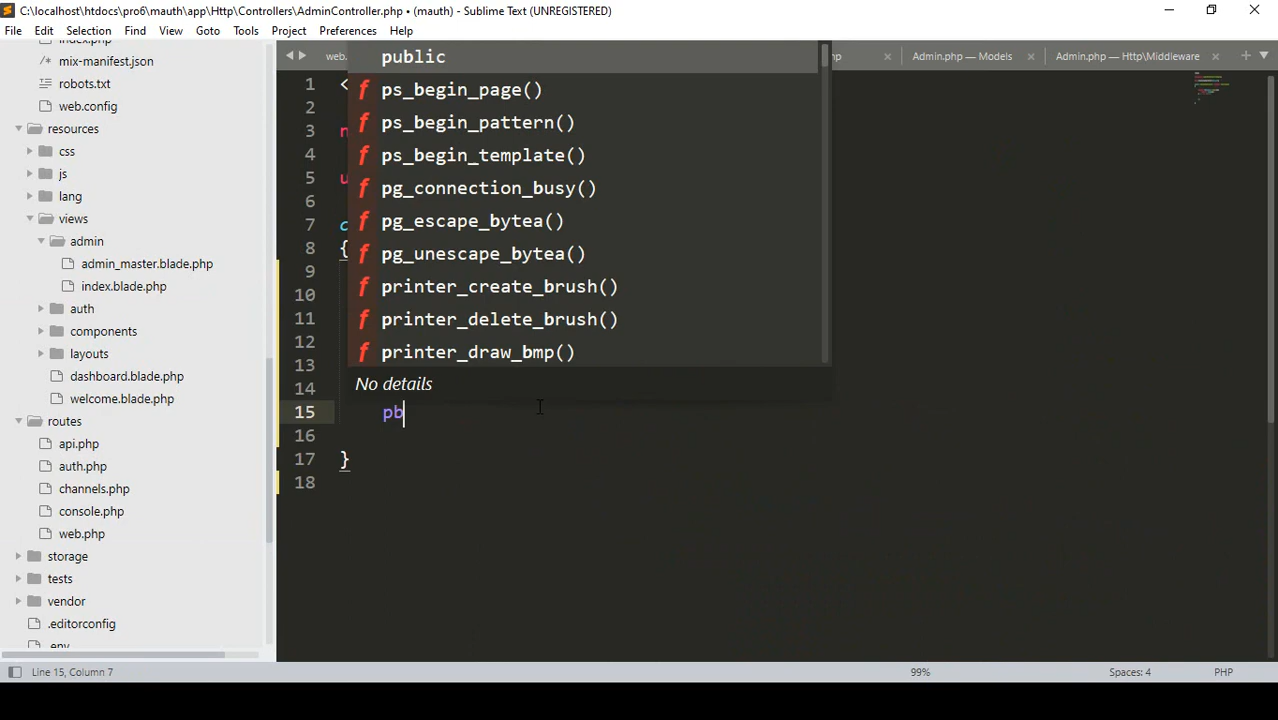 C:\localhost\htdocs\pro6\mauth\app\Http\Controllers\AdminController.php • (mauth) - Sublime Text (UNREGISTERED)
File Edit Selection Find View Goto Tools Project Preferences Help
mix-manifest.json
robots.txt
web.config
resources
css
js
lang
views
admin
admin_master.blade.php
index.blade.php
auth
components
layouts
dashboard.blade.php
welcome.blade.php
routes
api.php
auth.php
channels.php
console.php
web.php
storage
tests
vendor
.editorconfig
.env
web.
hp
Admin.php — Models
Admin.php — Http\Middleware
public
f ps_begin_page()
f ps_begin_pattern()
f ps_begin_template()
f pg_connection_busy()
f pg_escape_bytea()
f pg_unescape_bytea()
f printer_create_brush()
f printer_delete_brush()
f printer_draw_bmp()
No details
1 <
2
3 n
4
5 u
6
7 c
8 {
9
10
11
12
13
14
15 pb
16
17 }
18
Line 15, Column 7
99%
Spaces: 4
PHP